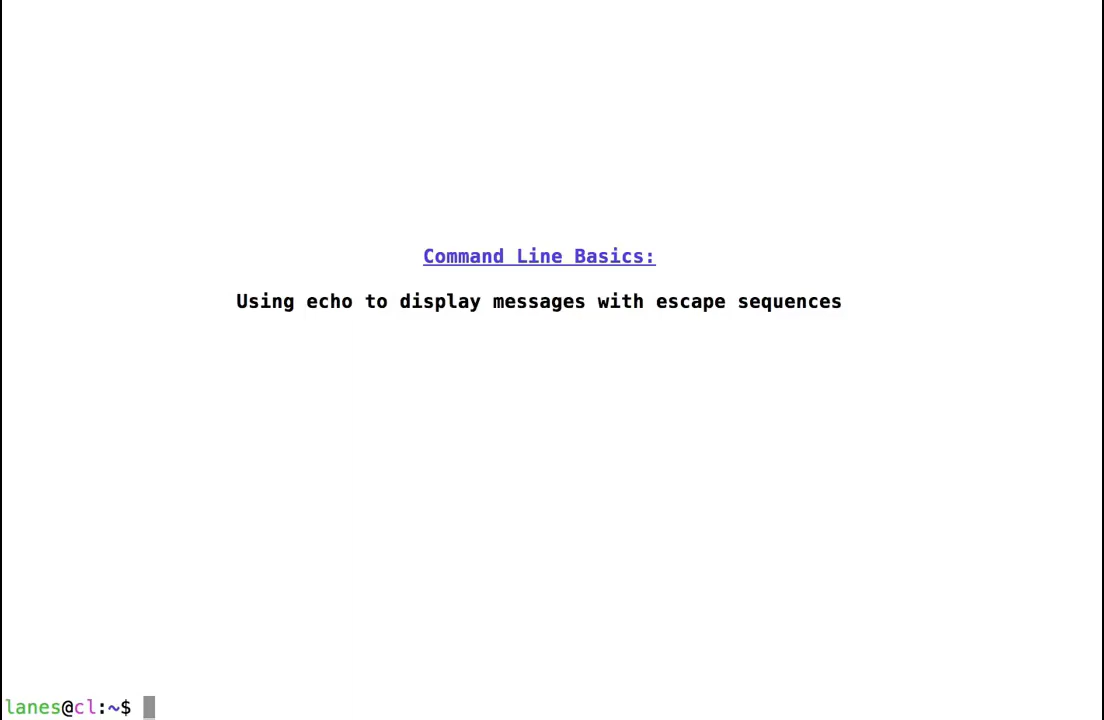 Command Line Basics:
Using echo to display messages with escape sequences
lanes@cl:~$